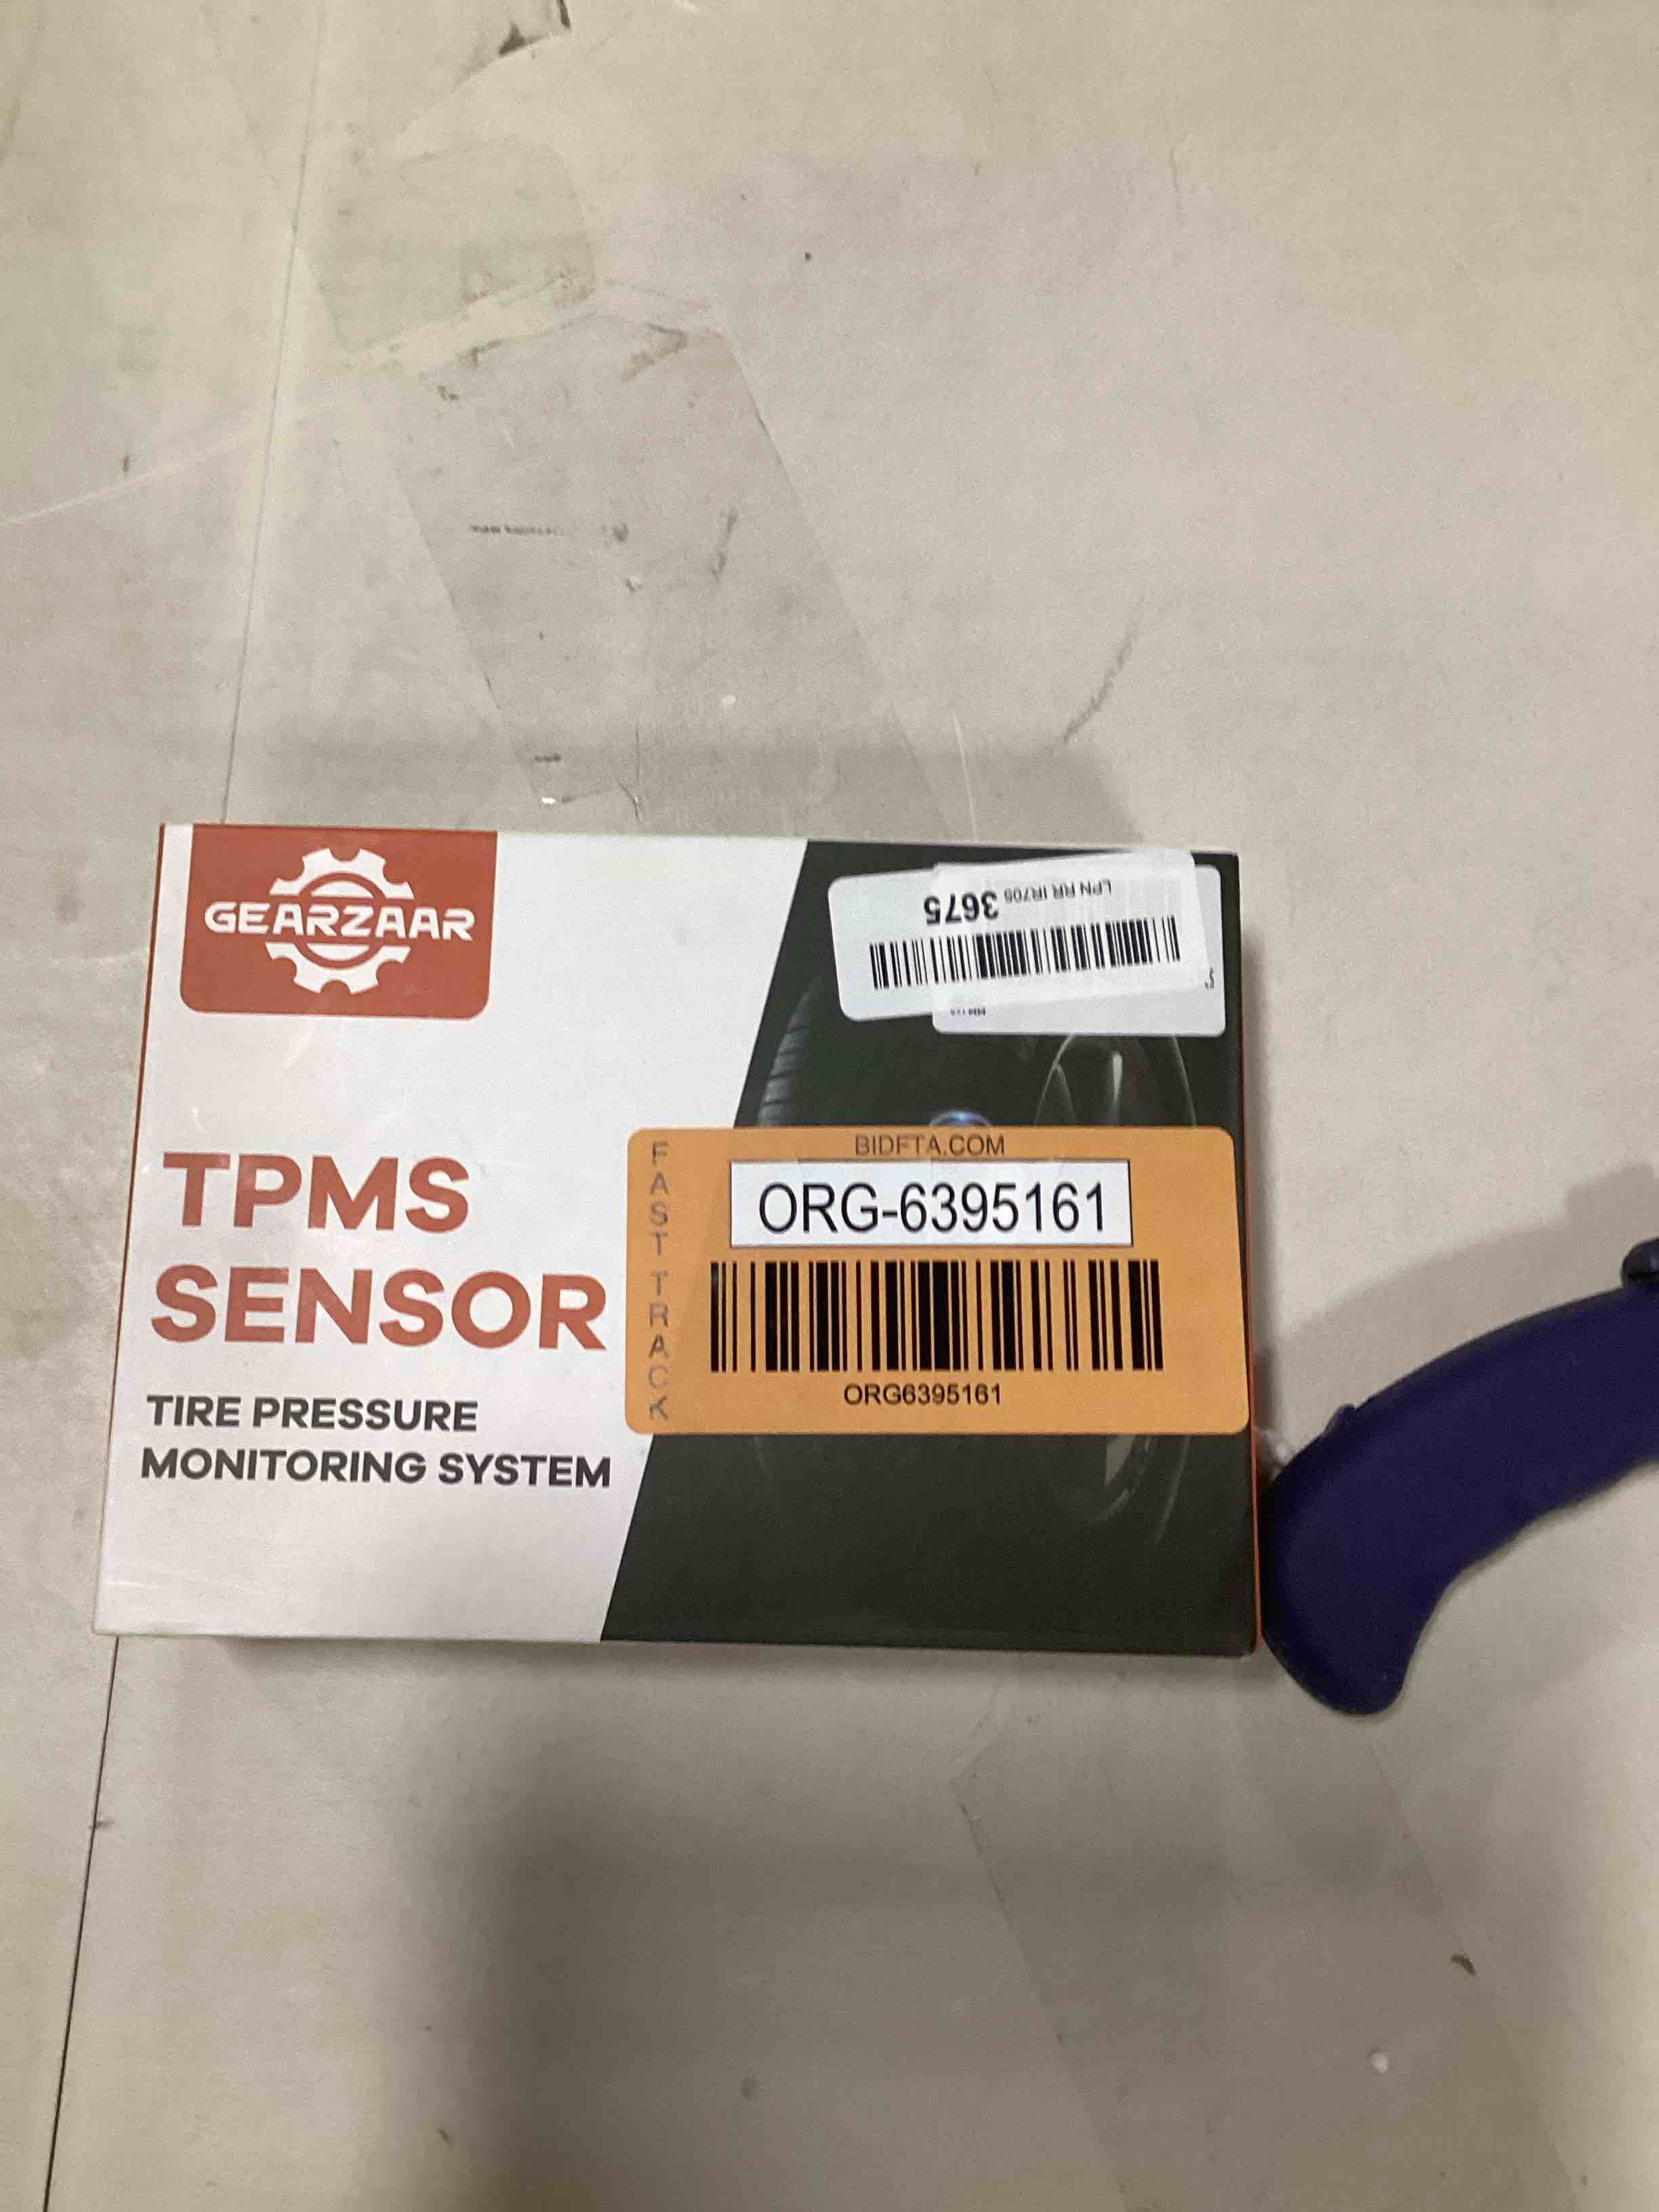 GEARZAAR
LPN RR IR705 3675
TPMS
SENSOR
TIRE PRESSURE
MONITORING SYSTEM
FAST TRACK
BIDFTA.COM
ORG-6395161
ORG6395161